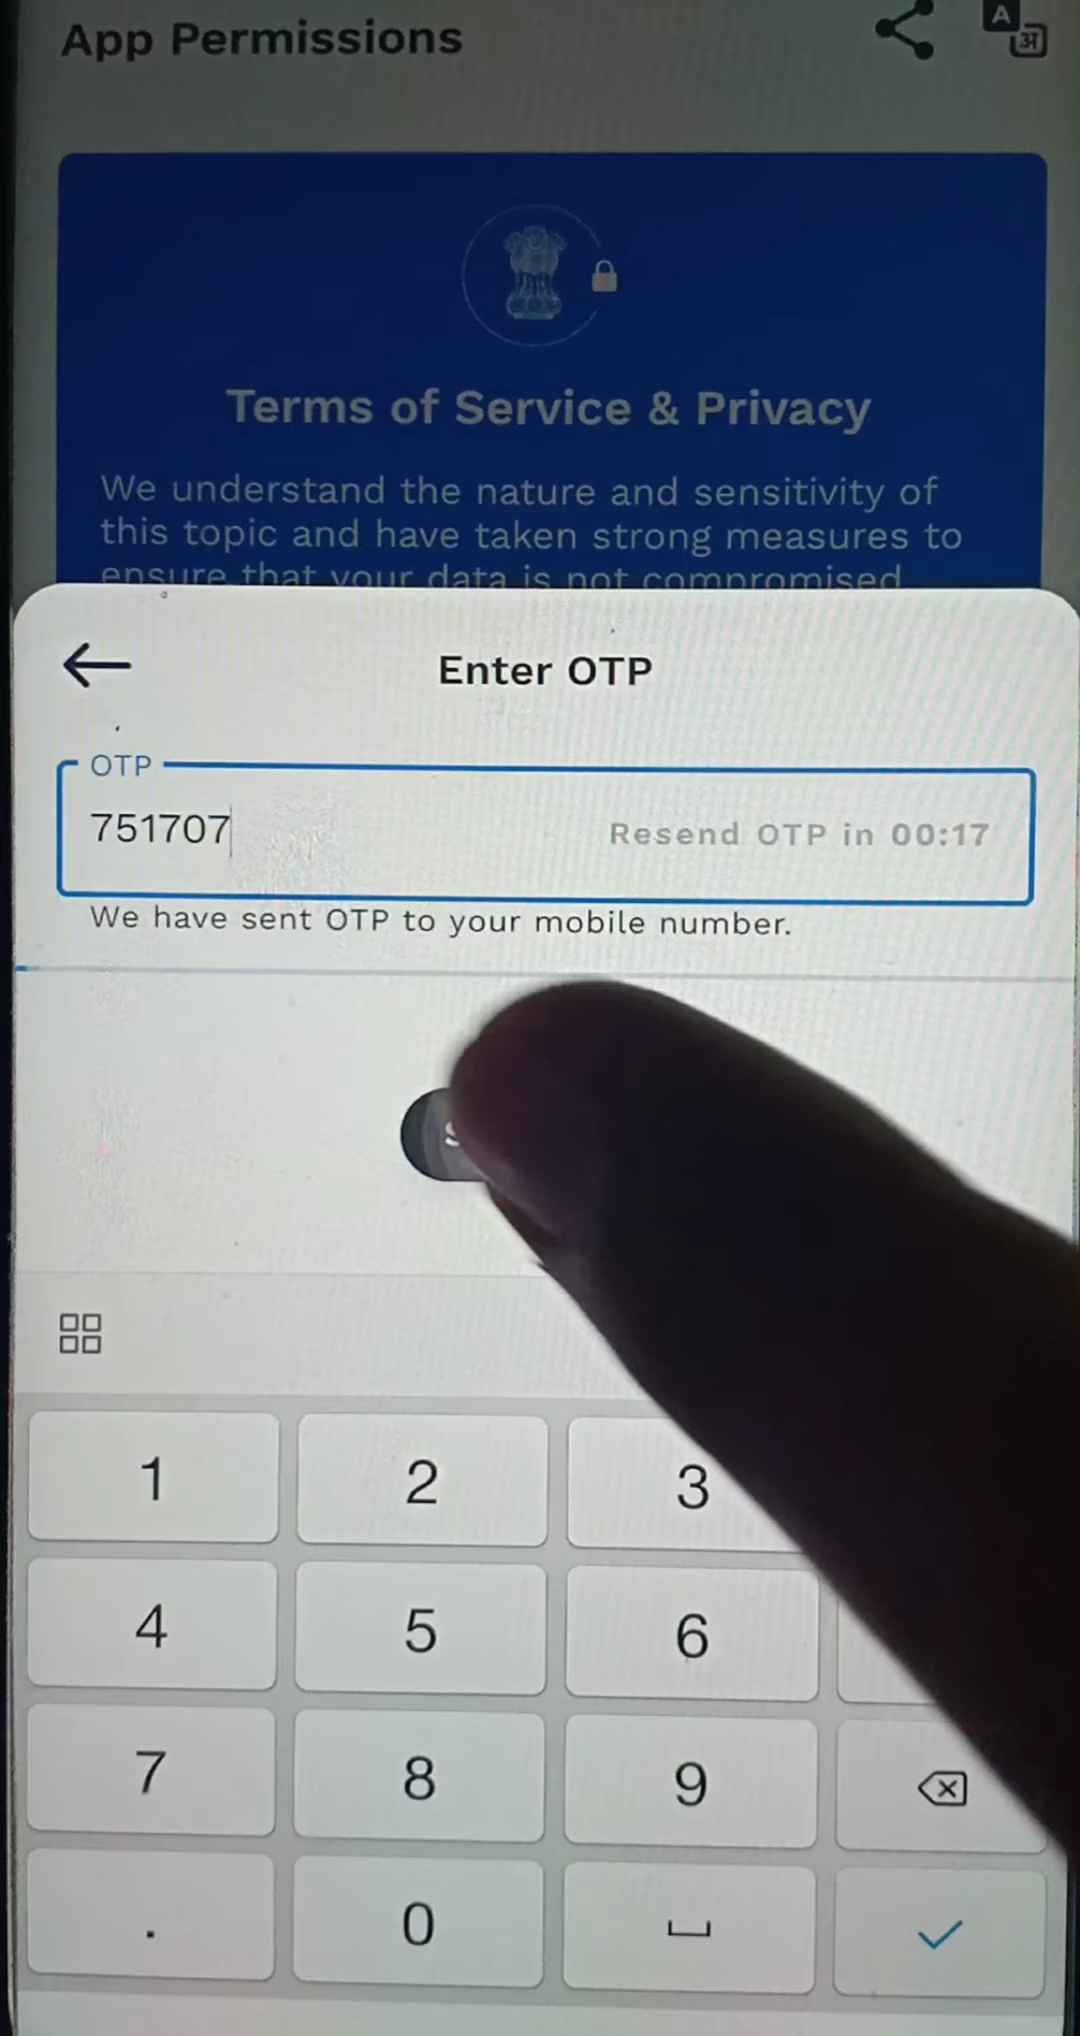 App Permissions
A
अ
Terms of Service & Privacy
We understand the nature and sensitivity of
this topic and have taken strong measures to
ensure that your data is not compromised
Enter OTP
OTP
751707
Resend OTP in 00:17
We have sent OTP to your mobile number.
1 2 3
4 5 6
7 8 9
. 0